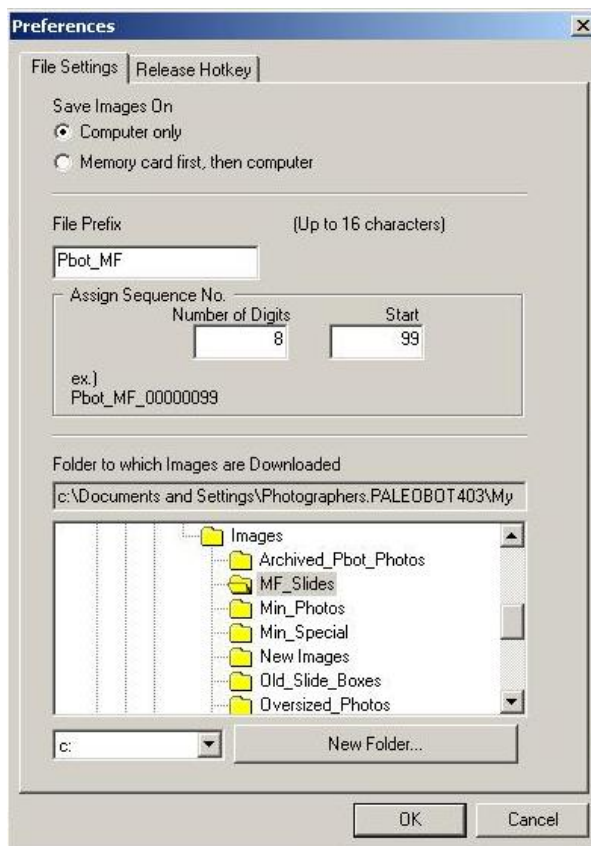 Preferences
File Settings
Release Hotkey
Save Images On
Computer only
Memory card first, then computer
File Prefix
(Up to 16 characters)
Pbot_MF
Assign Sequence No.
Number of Digits
Start
8
99
ex.)
Pbot_MF_00000099
Folder to which Images are Downloaded
c:\Documents and Settings\Photographers.PALEOBOT403\My
Images
Archived_Pbot_Photos
MF_Slides
Min_Photos
Min_Special
New Images
Old_Slide_Boxes
Oversized_Photos
c:
New Folder...
OK
Cancel